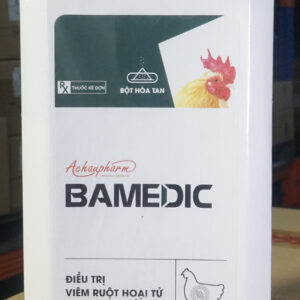 Rx THUỐC KÊ ĐƠN
BỘT HÒA TAN
Achaupharm
BAMEDIC
ĐIỀU TRỊ
VIÊM RUỘT HOẠI TỬ